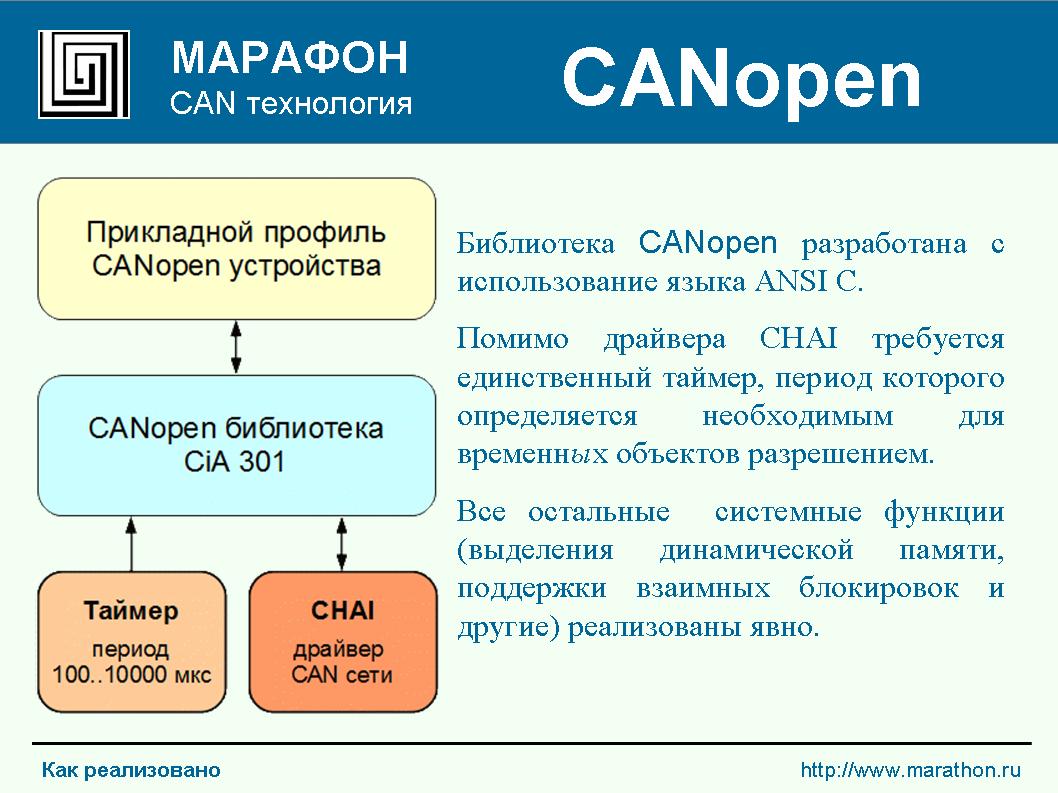 МАРАФОН
CAN технология
CANopen
Прикладной профиль
CANopen устройства
CANopen библиотека
CiA 301
Таймер
период
100..10000 мкс
CHAI
драйвер
CAN сети
Библиотека CANopen разработана с
использование языка ANSI C.
Помимо драйвера CHAI требуется
единственный таймер, период которого
определяется необходимым для
временных объектов разрешением.
Все остальные системные функции
(выделения динамической памяти,
поддержки взаимных блокировок и
другие) реализованы явно.
Как реализовано
http://www.marathon.ru